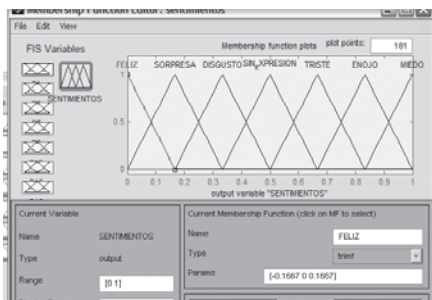 Membership Function Editor: sentimientos
File Edit View
FIS Variables
Membership function plots
plot points:
181
FELIZ SORPRESA DISGUSTO SIN_EXPRESION TRISTE ENOJO MIEDO
SENTIMIENTOS
1
0.5
0
0 0.1 0.2 0.3 0.4 0.5 0.6 0.7 0.8 0.9 1
output variable "SENTIMIENTOS"
Current Variable
Current Membership Function (click on MF to select)
Name SENTIMIENTOS
Name FELIZ
Type output
Type trimf
Range [0 1]
Params [-0.1667 0 0.1667]